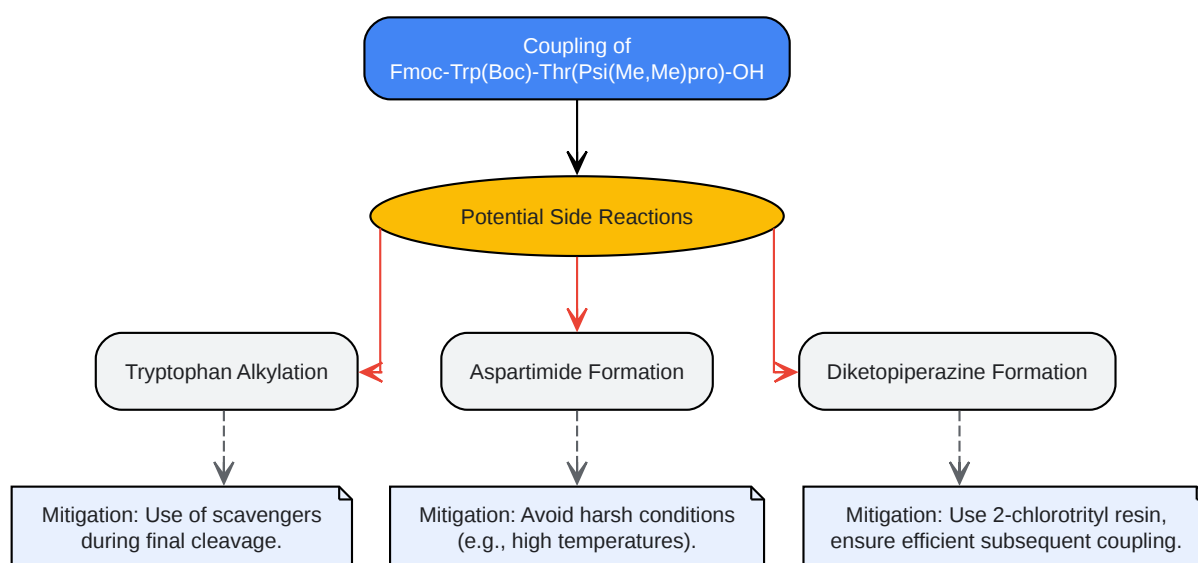 Coupling of
Fmoc-Trp(Boc)-Thr(Psi(Me,Me)pro)-OH
Potential Side Reactions
Tryptophan Alkylation
Aspartimide Formation
Diketopiperazine Formation
Mitigation: Use of scavengers
during final cleavage.
Mitigation: Avoid harsh conditions
(e.g., high temperatures).
Mitigation: Use 2-chlorotrityl resin,
ensure efficient subsequent coupling.